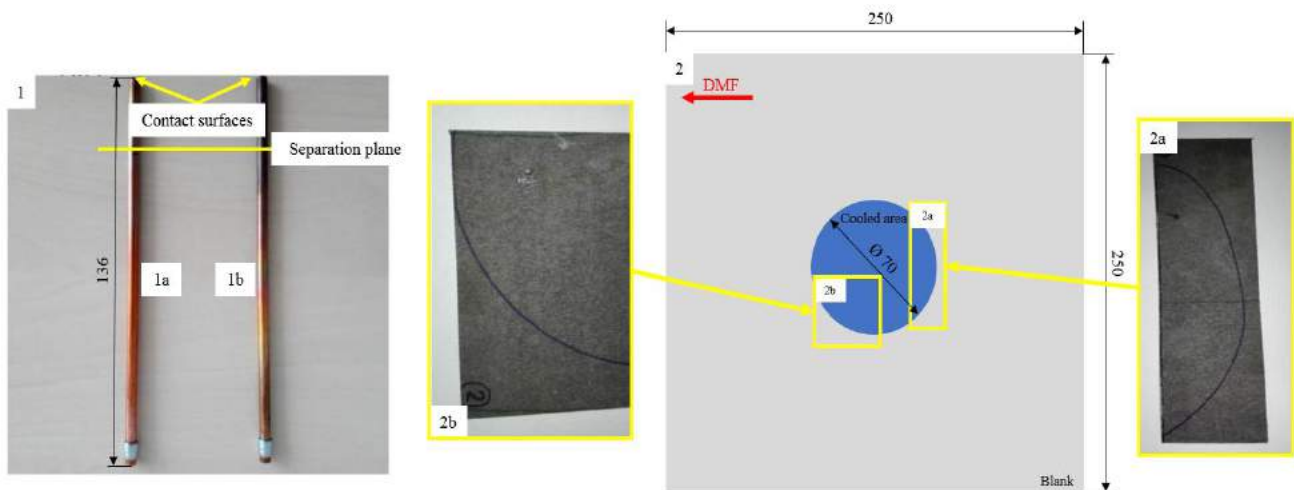 1
Contact surfaces
Separation plane
136
1a
1b
2b
②
250
2
DMF
Cooled area
Ø 70
2a
2b
250
Blank
2a